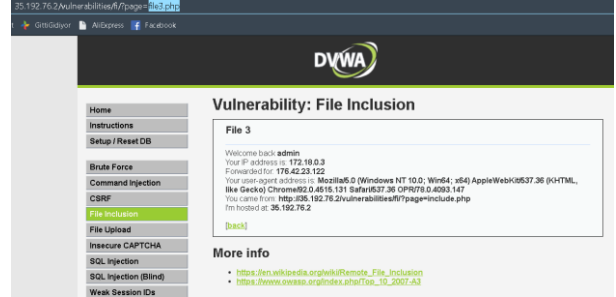 35.192.76.2/vulnerabilities/fi/?page=file3.php
GittiGidiyor AliExpress Facebook
DVWA
Home
Instructions
Setup / Reset DB
Brute Force
Command Injection
CSRF
File Inclusion
File Upload
Insecure CAPTCHA
SQL Injection
SQL Injection (Blind)
Weak Session IDs
Vulnerability: File Inclusion
File 3
Welcome back admin
Your IP address is: 172.18.0.3
Forwarded for: 176.42.23.122
Your user-agent address is: Mozilla/5.0 (Windows NT 10.0; Win64; x64) AppleWebKit/537.36 (KHTML,
like Gecko) Chrome/92.0.4515.131 Safari/537.36 OPR/78.0.4093.147
You came from: http://35.192.76.2/vulnerabilities/fi/?page=include.php
I'm hosted at: 35.192.76.2
[back]
More info
https://en.wikipedia.org/wiki/Remote_File_Inclusion
https://www.owasp.org/index.php/Top_10_2007-A3